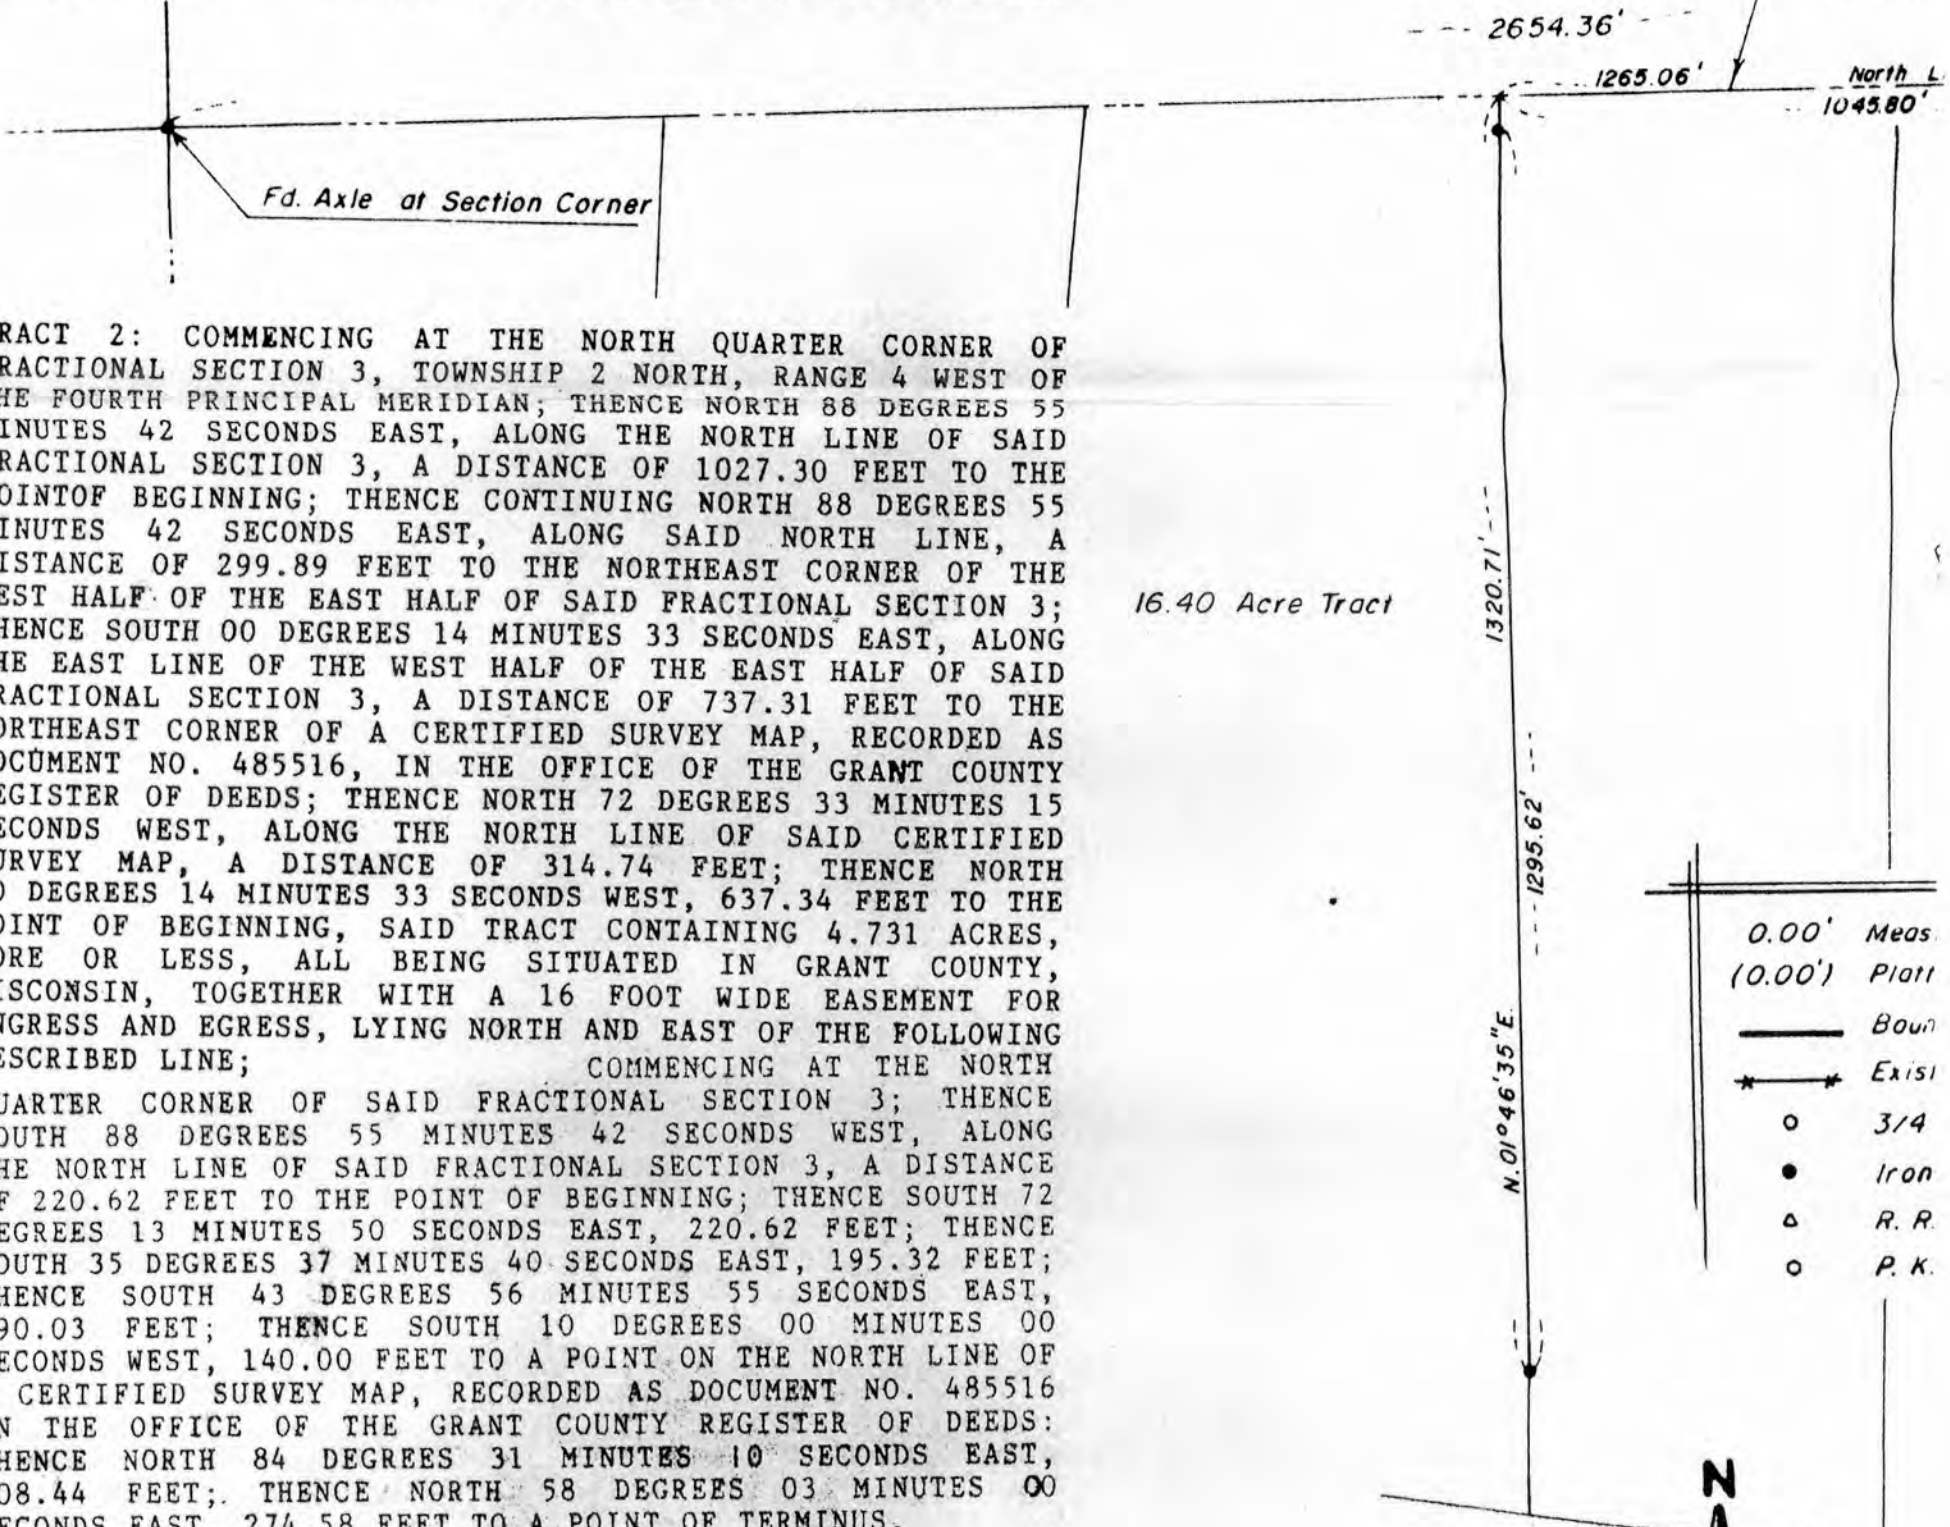 2654.36'
1265.06'
North L
1045.80'
Fd. Axle at Section Corner
RACT 2: COMMENCING AT THE NORTH QUARTER CORNER OF
RACTIONAL SECTION 3, TOWNSHIP 2 NORTH, RANGE 4 WEST OF
HE FOURTH PRINCIPAL MERIDIAN; THENCE NORTH 88 DEGREES 55
INUTES 42 SECONDS EAST, ALONG THE NORTH LINE OF SAID
RACTIONAL SECTION 3, A DISTANCE OF 1027.30 FEET TO THE
OINTOF BEGINNING; THENCE CONTINUING NORTH 88 DEGREES 55
INUTES 42 SECONDS EAST, ALONG SAID NORTH LINE, A
ISTANCE OF 299.89 FEET TO THE NORTHEAST CORNER OF THE
EST HALF OF THE EAST HALF OF SAID FRACTIONAL SECTION 3;
HENCE SOUTH 00 DEGREES 14 MINUTES 33 SECONDS EAST, ALONG
HE EAST LINE OF THE WEST HALF OF THE EAST HALF OF SAID
RACTIONAL SECTION 3, A DISTANCE OF 737.31 FEET TO THE
ORTHEAST CORNER OF A CERTIFIED SURVEY MAP, RECORDED AS
OCUMENT NO. 485516, IN THE OFFICE OF THE GRANT COUNTY
EGISTER OF DEEDS; THENCE NORTH 72 DEGREES 33 MINUTES 15
ECONDS WEST, ALONG THE NORTH LINE OF SAID CERTIFIED
URVEY MAP, A DISTANCE OF 314.74 FEET; THENCE NORTH
0 DEGREES 14 MINUTES 33 SECONDS WEST, 637.34 FEET TO THE
OINT OF BEGINNING, SAID TRACT CONTAINING 4.731 ACRES,
ORE OR LESS, ALL BEING SITUATED IN GRANT COUNTY,
ISCONSIN, TOGETHER WITH A 16 FOOT WIDE EASEMENT FOR
NGRESS AND EGRESS, LYING NORTH AND EAST OF THE FOLLOWING
ESCRIBED LINE; COMMENCING AT THE NORTH
UARTER CORNER OF SAID FRACTIONAL SECTION 3; THENCE
OUTH 88 DEGREES 55 MINUTES 42 SECONDS WEST, ALONG
HE NORTH LINE OF SAID FRACTIONAL SECTION 3, A DISTANCE
F 220.62 FEET TO THE POINT OF BEGINNING; THENCE SOUTH 72
EGREES 13 MINUTES 50 SECONDS EAST, 220.62 FEET; THENCE
OUTH 35 DEGREES 37 MINUTES 40 SECONDS EAST, 195.32 FEET;
HENCE SOUTH 43 DEGREES 56 MINUTES 55 SECONDS EAST,
90.03 FEET; THENCE SOUTH 10 DEGREES 00 MINUTES 00
ECONDS WEST, 140.00 FEET TO A POINT ON THE NORTH LINE OF
CERTIFIED SURVEY MAP, RECORDED AS DOCUMENT NO. 485516
N THE OFFICE OF THE GRANT COUNTY REGISTER OF DEEDS:
HENCE NORTH 84 DEGREES 31 MINUTES 10 SECONDS EAST,
08.44 FEET; THENCE NORTH 58 DEGREES 03 MINUTES 00
ECONDS EAST, 274.58 FEET TO A POINT OF TERMINUS.
16.40 Acre Tract
1320.71'
1295.62'
N.01°46'35"E.
0.00' Meas
(0.00') Platt
Boun
Exist
3/4
Iron
R. R.
P. K.
N